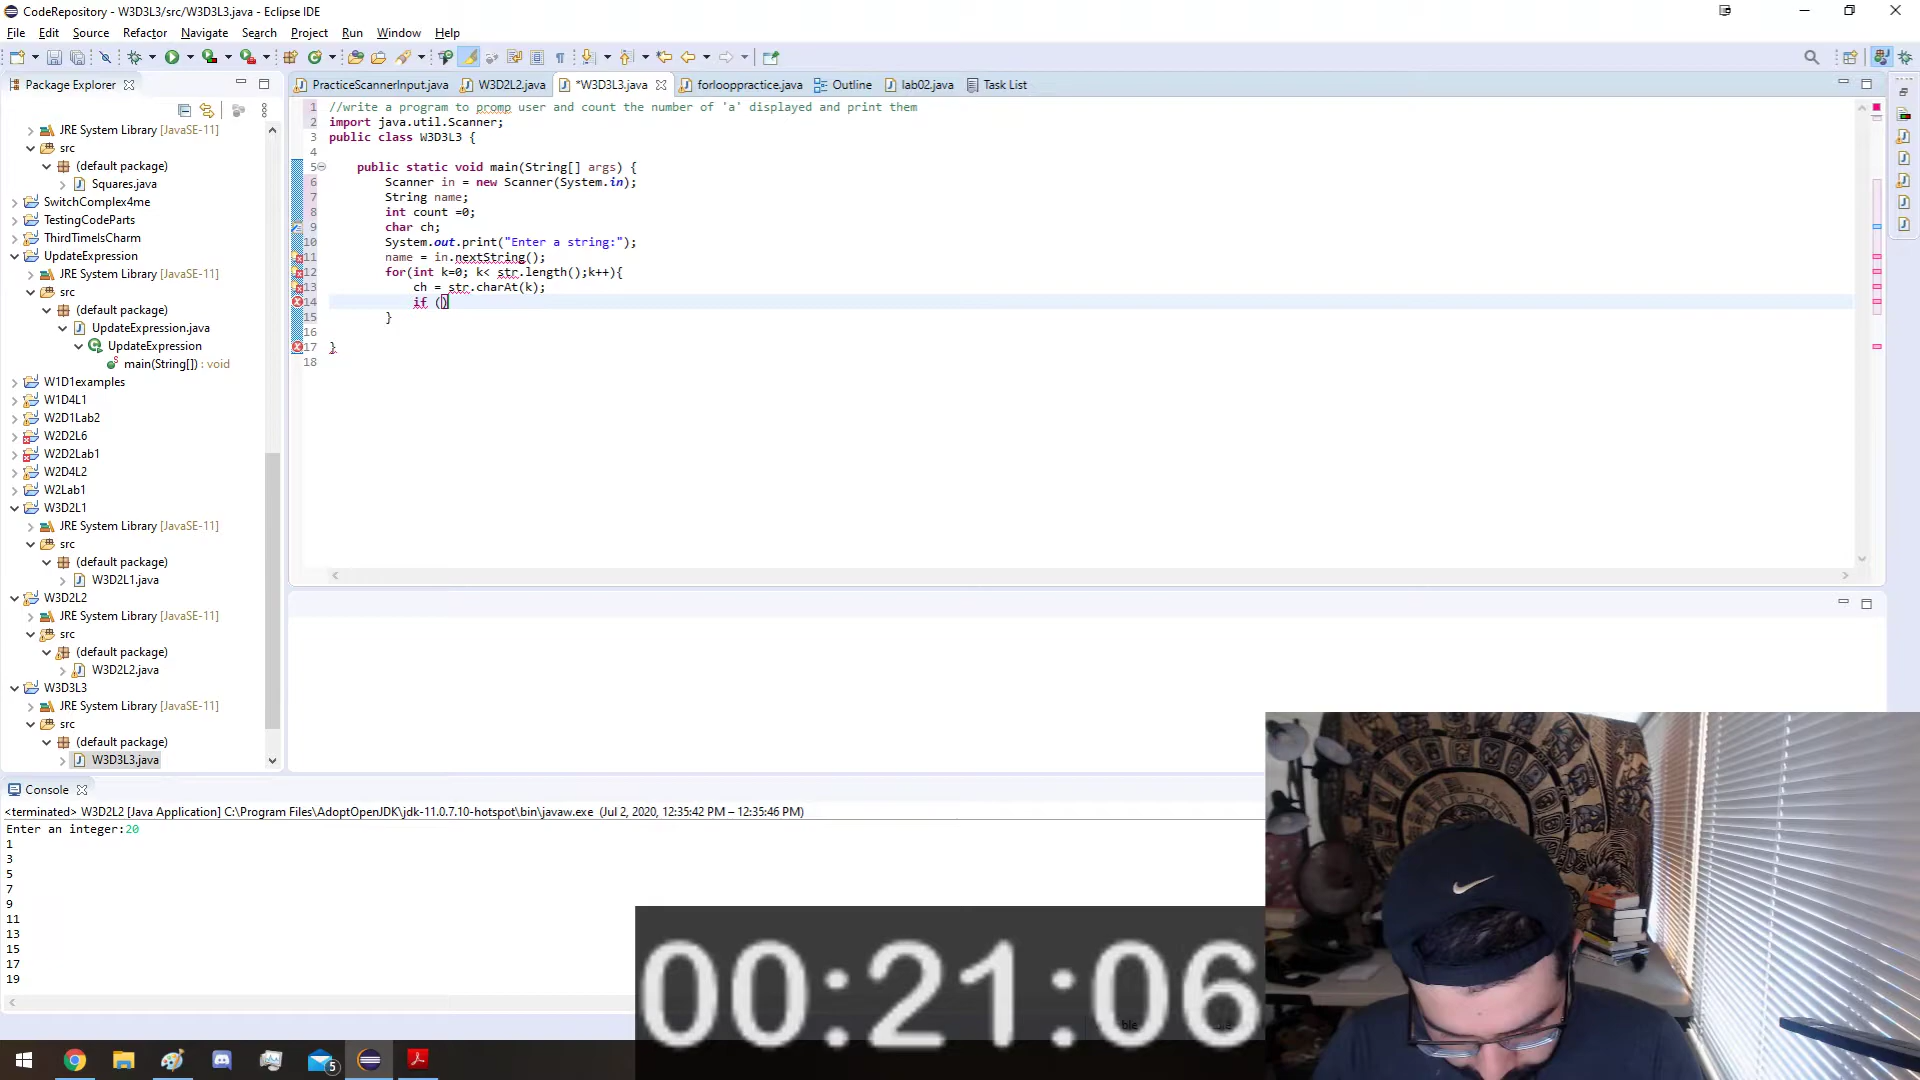 CodeRepository - W3D3L3/src/W3D3L3.java - Eclipse IDE
File Edit Source Refactor Navigate Search Project Run Window Help
Package Explorer
PracticeScannerInput.java W3D2L2.java *W3D3L3.java forlooppractice.java Outline lab02.java Task List
JRE System Library [JavaSE-11]
src
(default package)
Squares.java
SwitchComplex4me
TestingCodeParts
ThirdTimeIsCharm
UpdateExpression
JRE System Library [JavaSE-11]
src
(default package)
UpdateExpression.java
UpdateExpression
main(String[]) : void
W1D1examples
W1D4L1
W2D1Lab2
W2D2L6
W2D2Lab1
W2D4L2
W2Lab1
W3D2L1
JRE System Library [JavaSE-11]
src
(default package)
W3D2L1.java
W3D2L2
JRE System Library [JavaSE-11]
src
(default package)
W3D2L2.java
W3D3L3
JRE System Library [JavaSE-11]
src
(default package)
W3D3L3.java
1 //write a program to promp user and count the number of 'a' displayed and print them
2 import java.util.Scanner;
3 public class W3D3L3 {
4
5 public static void main(String[] args) {
6 Scanner in = new Scanner(System.in);
7 String name;
8 int count =0;
9 char ch;
10 System.out.print("Enter a string:");
11 name = in.nextString();
12 for(int k=0; k< str.length();k++){
13 ch = str.charAt(k);
14 if ()
15 }
16
17 }
18
Console
<terminated> W3D2L2 [Java Application] C:\Program Files\AdoptOpenJDK\jdk-11.0.7.10-hotspot\bin\javaw.exe (Jul 2, 2020, 12:35:42 PM – 12:35:46 PM)
Enter an integer:20
1
3
5
7
9
11
13
15
17
19
00:21:06
5